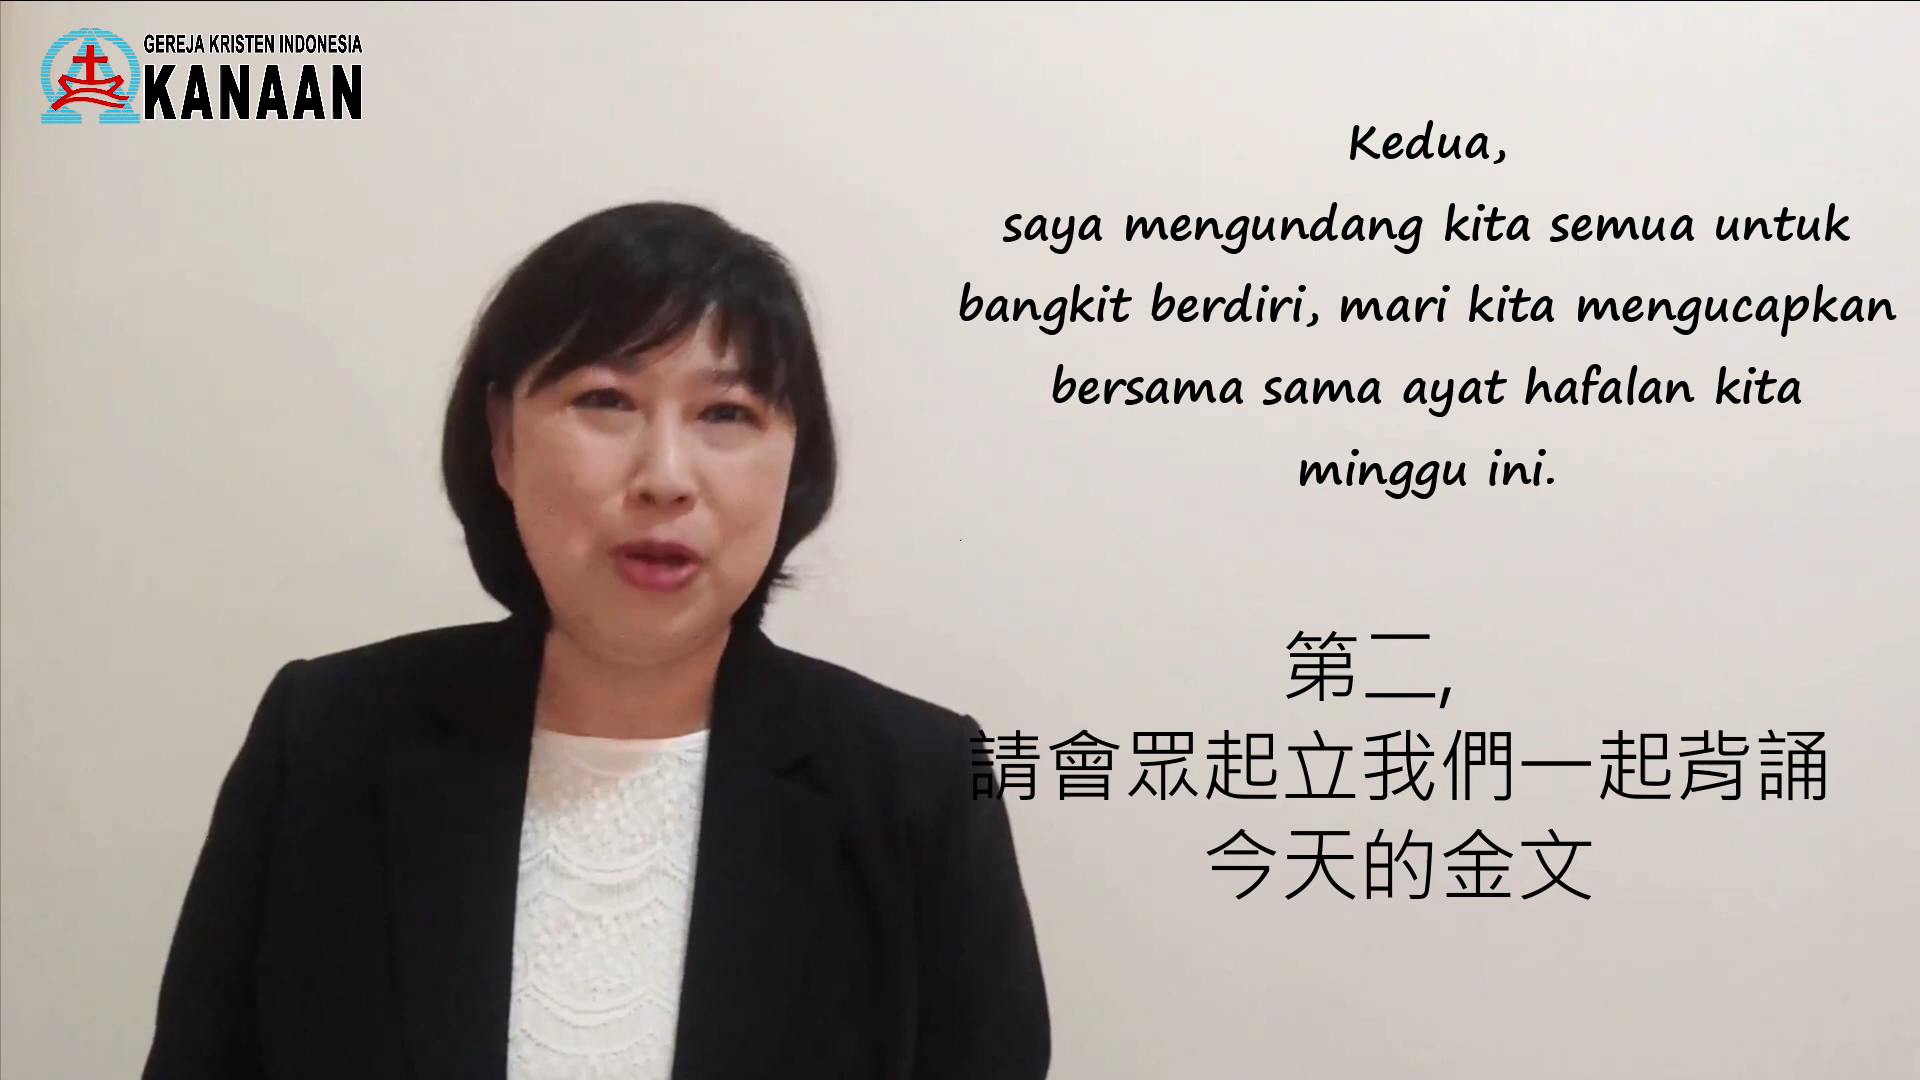 GEREJA KRISTEN INDONESIA
KANAAN
Kedua,
saya mengundang kita semua untuk
bangkit berdiri, mari kita mengucapkan
bersama sama ayat hafalan kita
minggu ini.
第二,
請會眾起立我們一起背誦
今天的金文